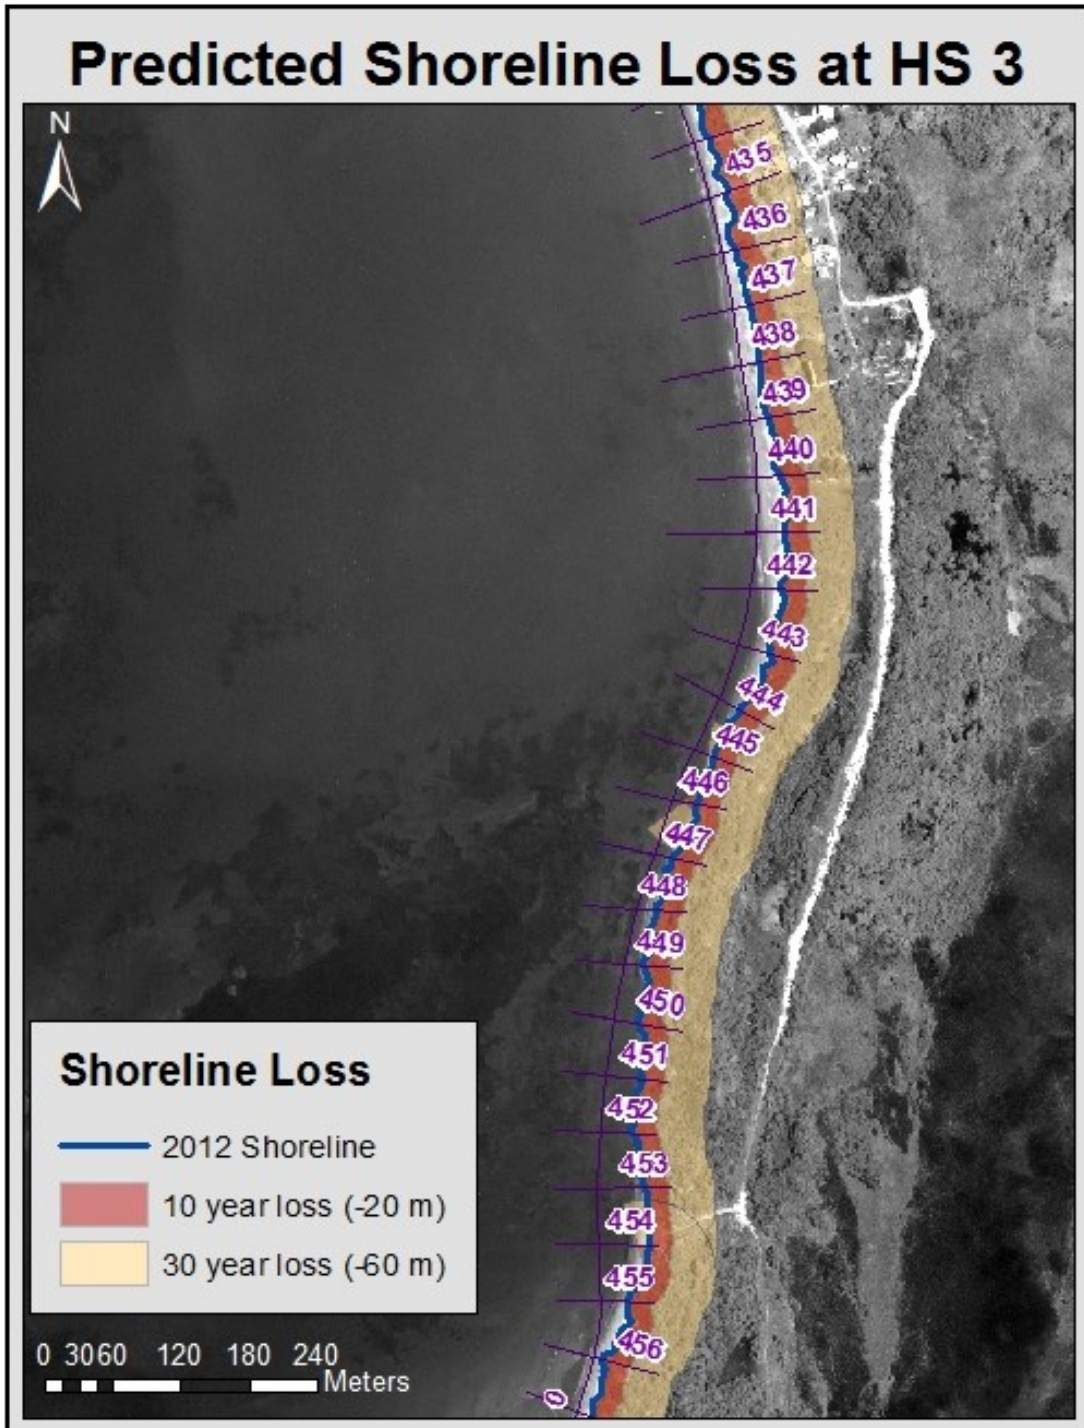 Predicted Shoreline Loss at HS 3
N
435
436
437
438
439
440
441
442
443
444
445
446
447
448
449
450
451
452
453
454
455
456
0
Shoreline Loss
2012 Shoreline
10 year loss (-20 m)
30 year loss (-60 m)
0 30 60 120 180 240
Meters